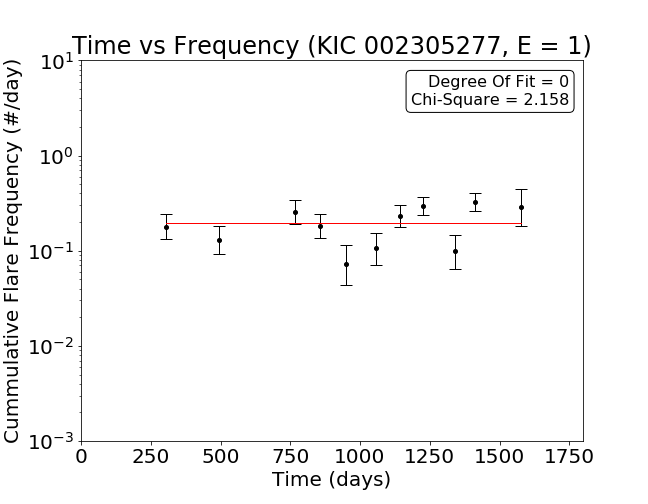 Time vs Frequency (KIC 002305277, E = 1)
Degree Of Fit = 0
Chi-Square = 2.158
Cummulative Flare Frequency (#/day)
10¹
10⁰
10⁻¹
10⁻²
10⁻³
0 250 500 750 1000 1250 1500 1750
Time (days)